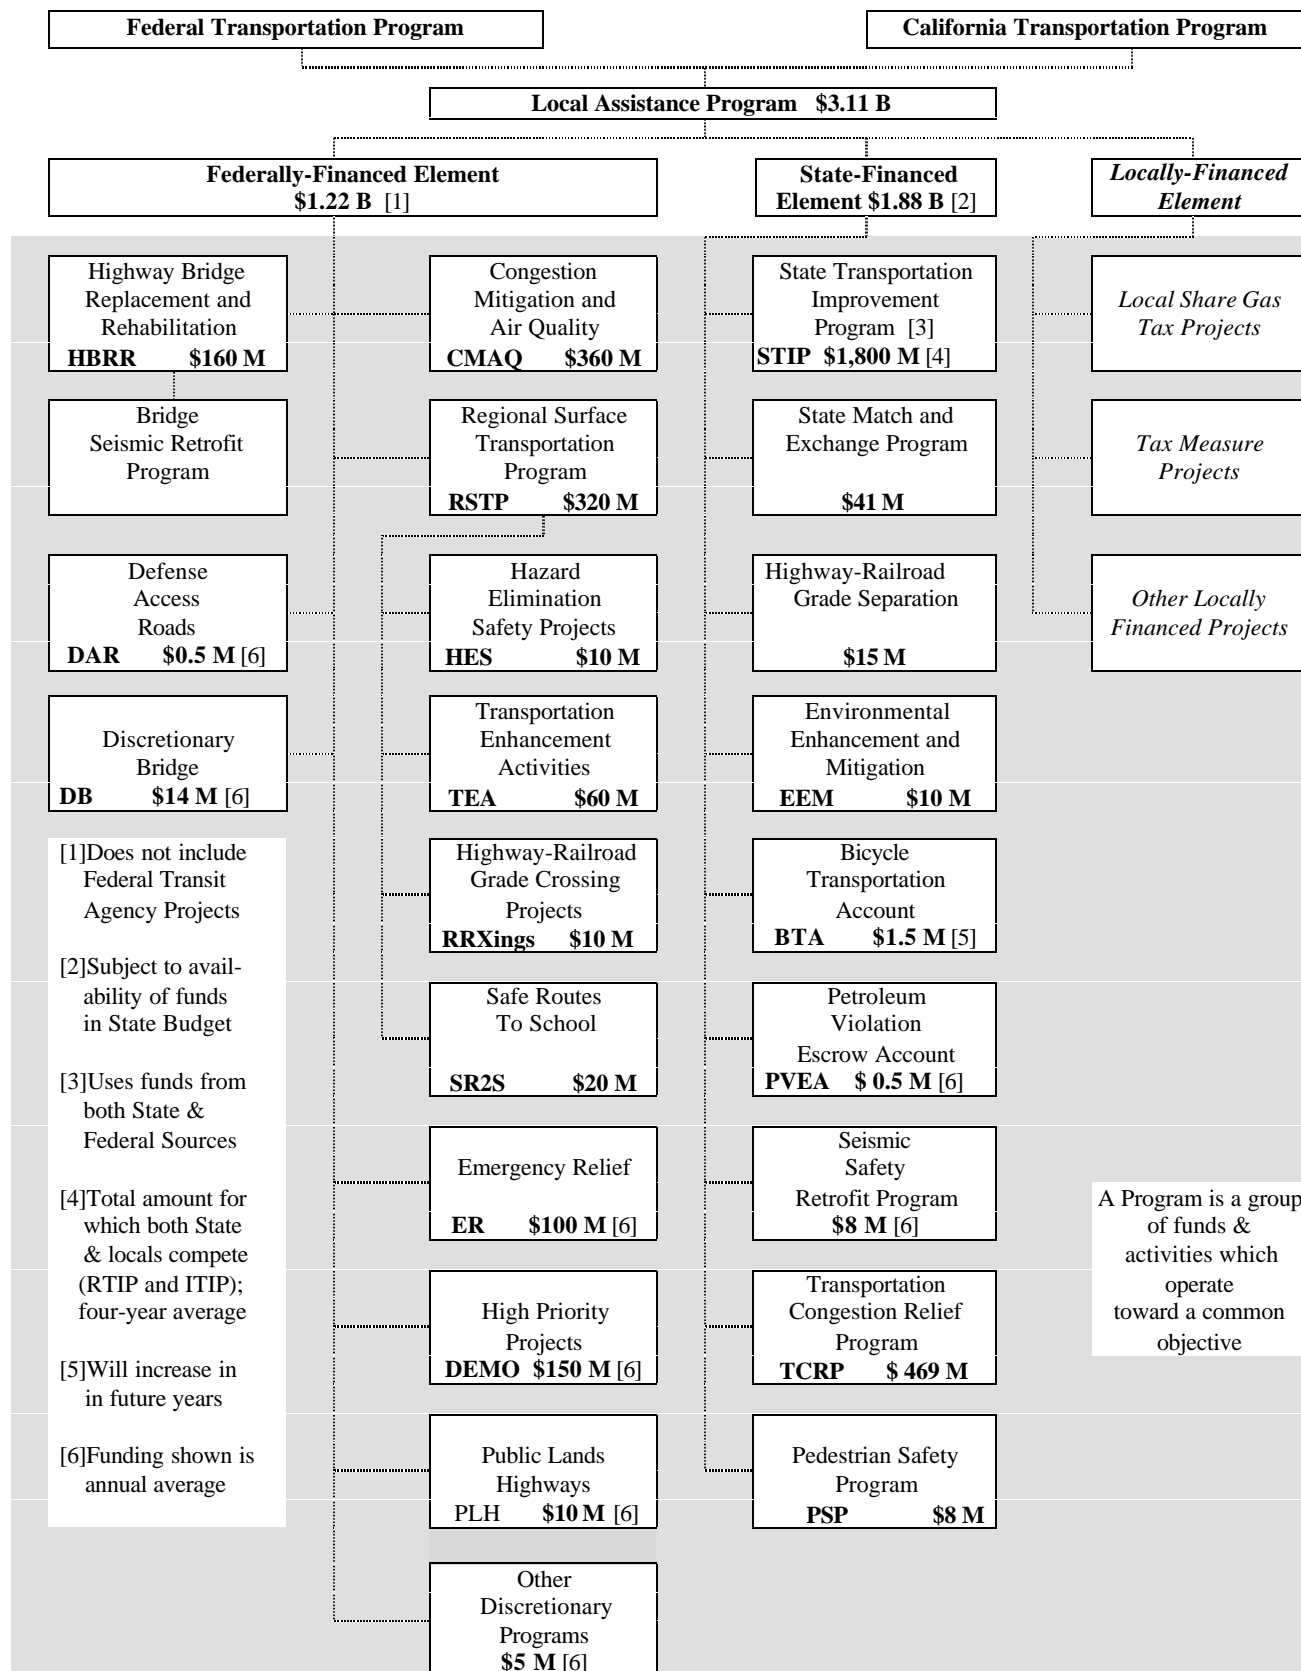 Federal Transportation Program
California Transportation Program
Local Assistance Program $3.11 B
Federally-Financed Element
$1.22 B [1]
State-Financed
Element $1.88 B [2]
Locally-Financed
Element
Highway Bridge
Replacement and
Rehabilitation
HBRR $160 M
Congestion
Mitigation and
Air Quality
CMAQ $360 M
State Transportation
Improvement
Program [3]
STIP $1,800 M [4]
Local Share Gas
Tax Projects
Bridge
Seismic Retrofit
Program
Regional Surface
Transportation
Program
RSTP $320 M
State Match and
Exchange Program
$41 M
Tax Measure
Projects
Defense
Access
Roads
DAR $0.5 M [6]
Hazard
Elimination
Safety Projects
HES $10 M
Highway-Railroad
Grade Separation
$15 M
Other Locally
Financed Projects
Discretionary
Bridge
DB $14 M [6]
Transportation
Enhancement
Activities
TEA $60 M
Environmental
Enhancement and
Mitigation
EEM $10 M
[1]Does not include
Federal Transit
Agency Projects
[2]Subject to avail-
ability of funds
in State Budget
[3]Uses funds from
both State &
Federal Sources
[4]Total amount for
which both State
& locals compete
(RTIP and ITIP);
four-year average
[5]Will increase in
in future years
[6]Funding shown is
annual average
Highway-Railroad
Grade Crossing
Projects
RRXings $10 M
Bicycle
Transportation
Account
BTA $1.5 M [5]
Safe Routes
To School
SR2S $20 M
Petroleum
Violation
Escrow Account
PVEA $ 0.5 M [6]
Emergency Relief
ER $100 M [6]
Seismic
Safety
Retrofit Program
$8 M [6]
A Program is a group
of funds &
activities which
operate
toward a common
objective
High Priority
Projects
DEMO $150 M [6]
Transportation
Congestion Relief
Program
TCRP $ 469 M
Public Lands
Highways
PLH $10 M [6]
Pedestrian Safety
Program
PSP $8 M
Other
Discretionary
Programs
$5 M [6]